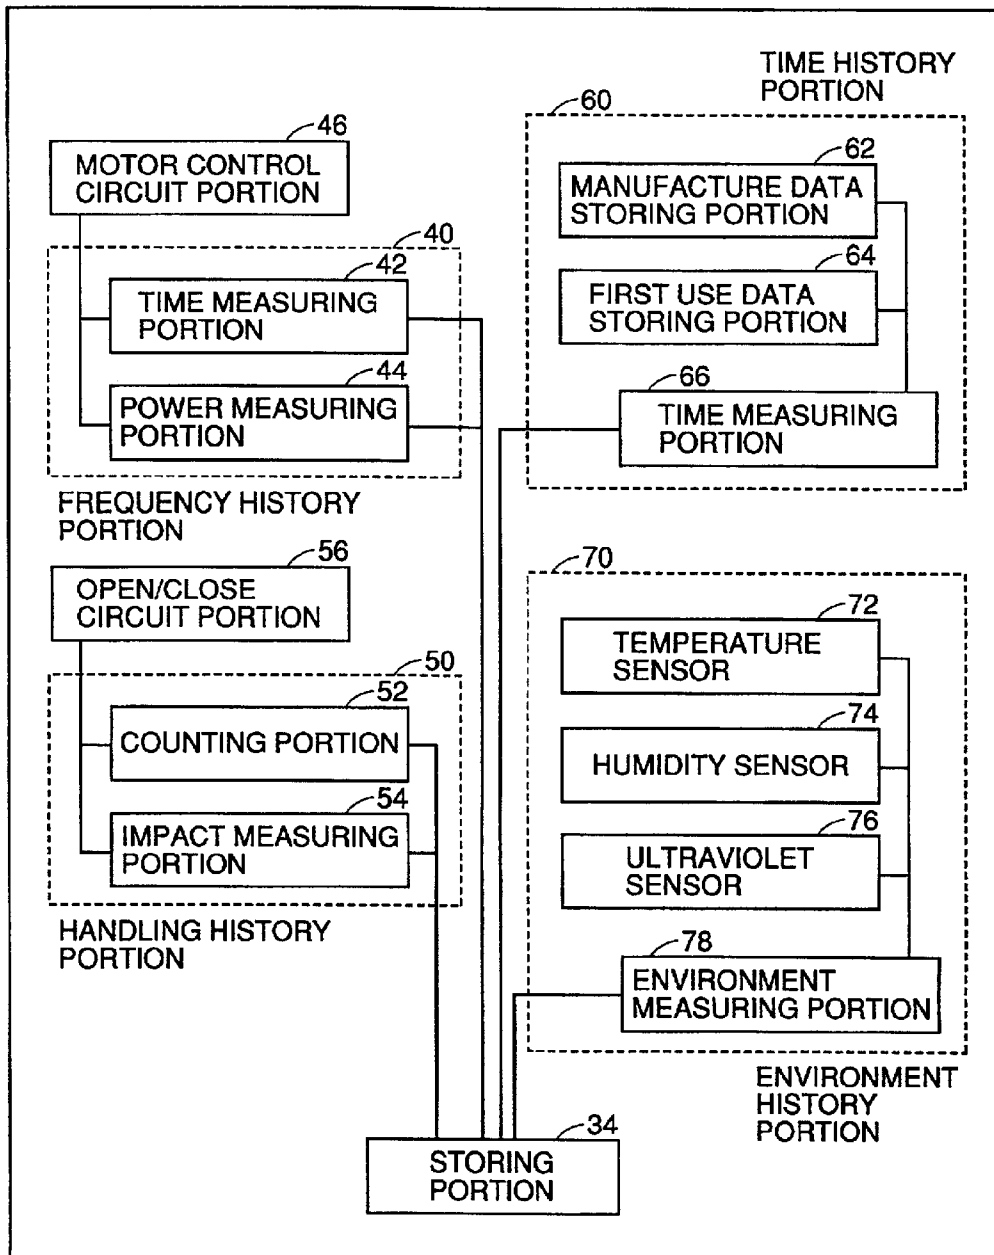 46
MOTOR CONTROL
CIRCUIT PORTION
40
42
TIME MEASURING
PORTION
44
POWER MEASURING
PORTION
FREQUENCY HISTORY
PORTION
56
OPEN/CLOSE
CIRCUIT PORTION
50
52
COUNTING PORTION
54
IMPACT MEASURING
PORTION
HANDLING HISTORY
PORTION
TIME HISTORY
PORTION
60
62
MANUFACTURE DATA
STORING PORTION
64
FIRST USE DATA
STORING PORTION
66
TIME MEASURING
PORTION
70
72
TEMPERATURE
SENSOR
74
HUMIDITY SENSOR
76
ULTRAVIOLET
SENSOR
78
ENVIRONMENT
MEASURING PORTION
ENVIRONMENT
HISTORY
PORTION
34
STORING
PORTION